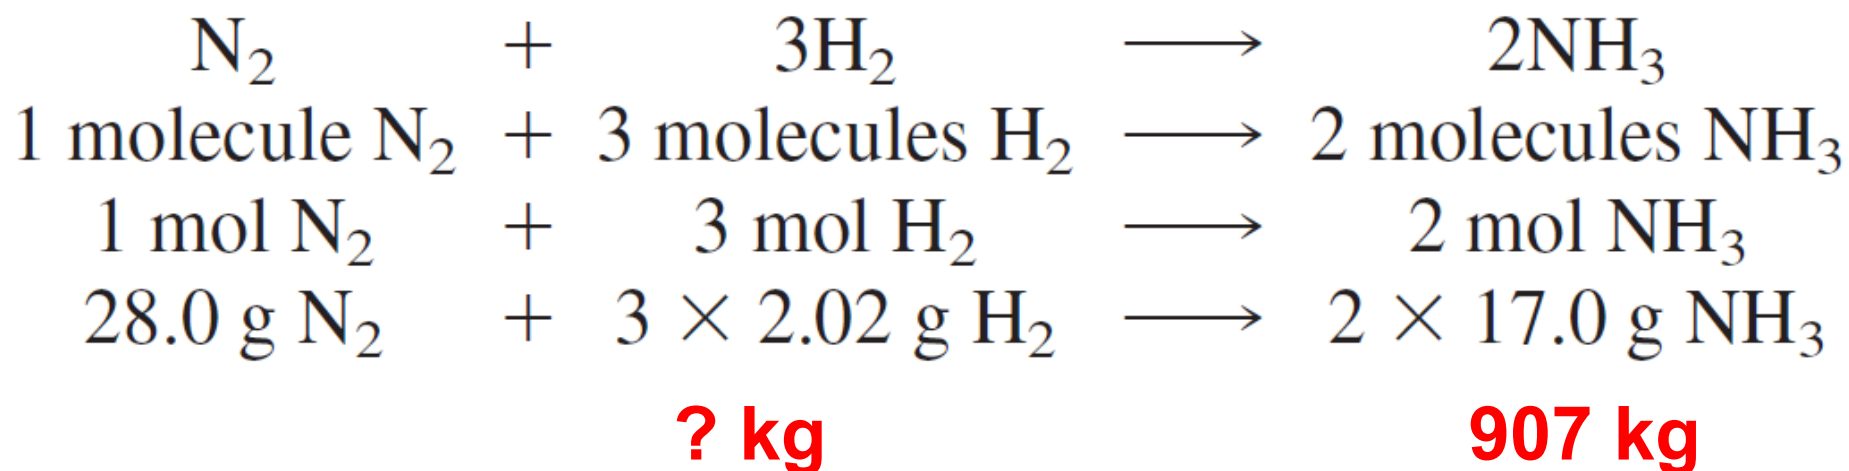 N₂ + 3H₂ ⟶ 2NH₃
1 molecule N₂ + 3 molecules H₂ ⟶ 2 molecules NH₃
1 mol N₂ + 3 mol H₂ ⟶ 2 mol NH₃
28.0 g N₂ + 3 × 2.02 g H₂ ⟶ 2 × 17.0 g NH₃
? kg 907 kg